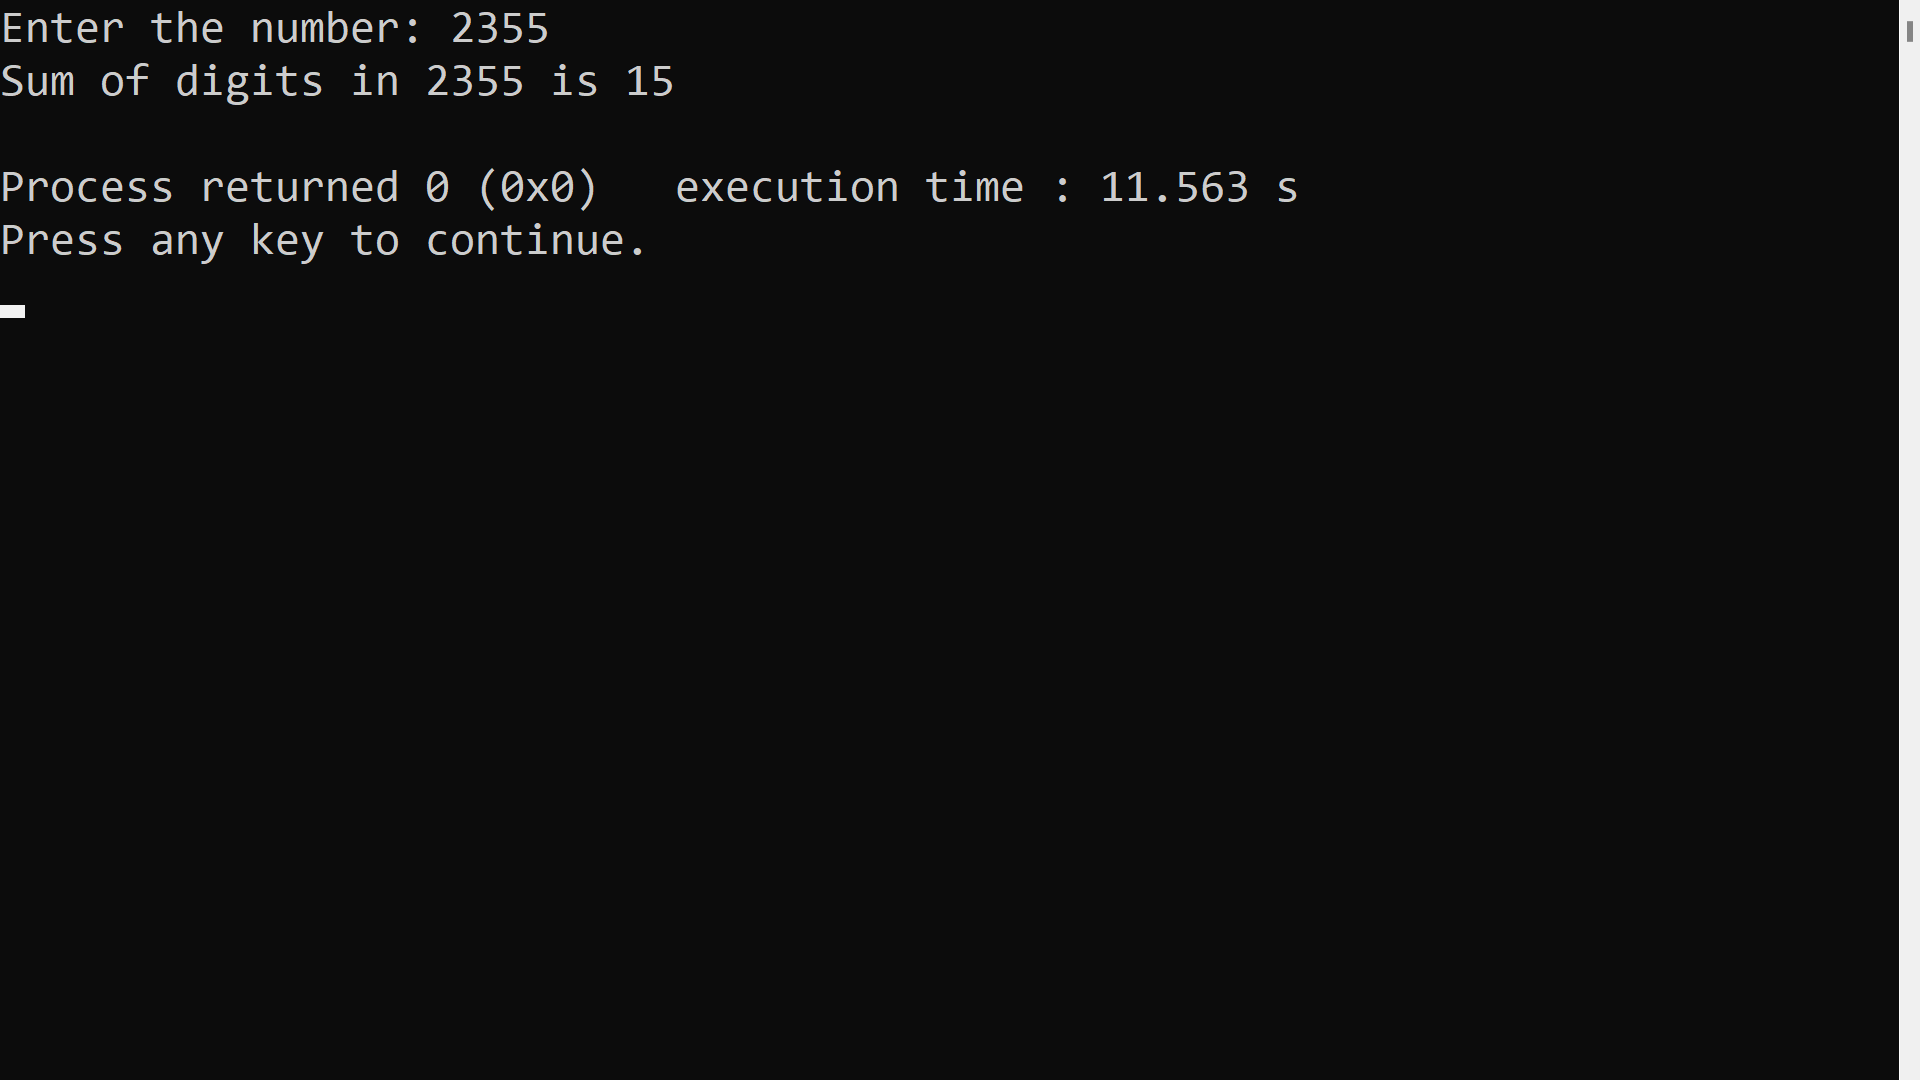 Enter the number: 2355
Sum of digits in 2355 is 15
Process returned 0 (0x0)   execution time : 11.563 s
Press any key to continue.